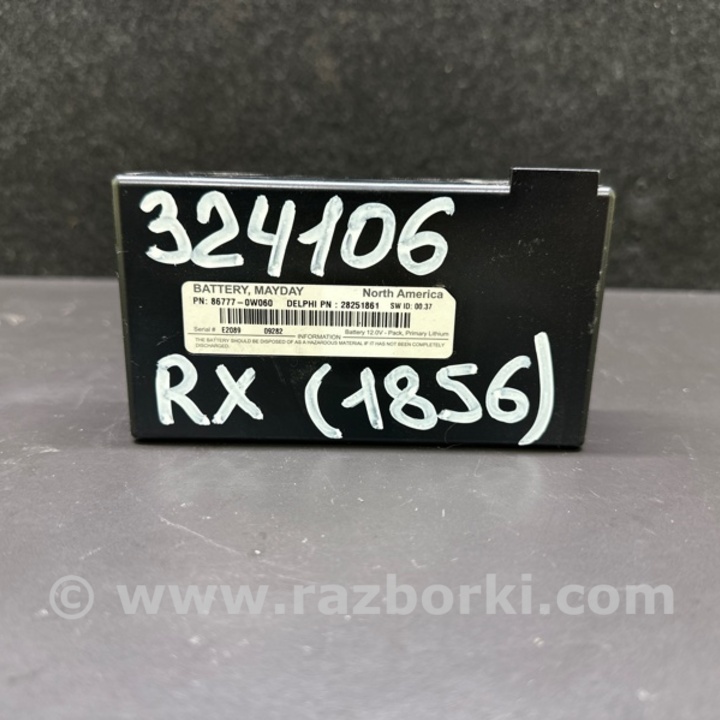 324106
BATTERY, MAYDAY North America
PN: 86777-0W060 DELPHI PN : 28251861 SW ID: 00.37
Serial # E2089 09282 Battery 12.0V - Pack, Primary Lithium
INFORMATION
THE BATTERY SHOULD BE DISPOSED OF AS A HAZARDOUS MATERIAL IF IT HAS NOT BEEN COMPLETELY
DISCHARGED.
RX (1856)
© www.razborki.com